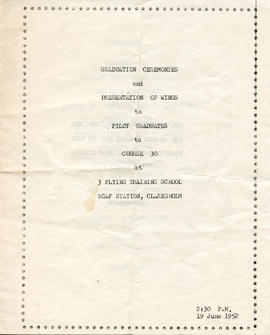 GRADUATION CEREMONIES
and
PRESENTATION OF WINGS
to
PILOT GRADUATES
to
COURSE 30
at
3 FLYING TRAINING SCHOOL
RCAF STATION, CLARESHOLM
2:30 P.M.
19 June 1952